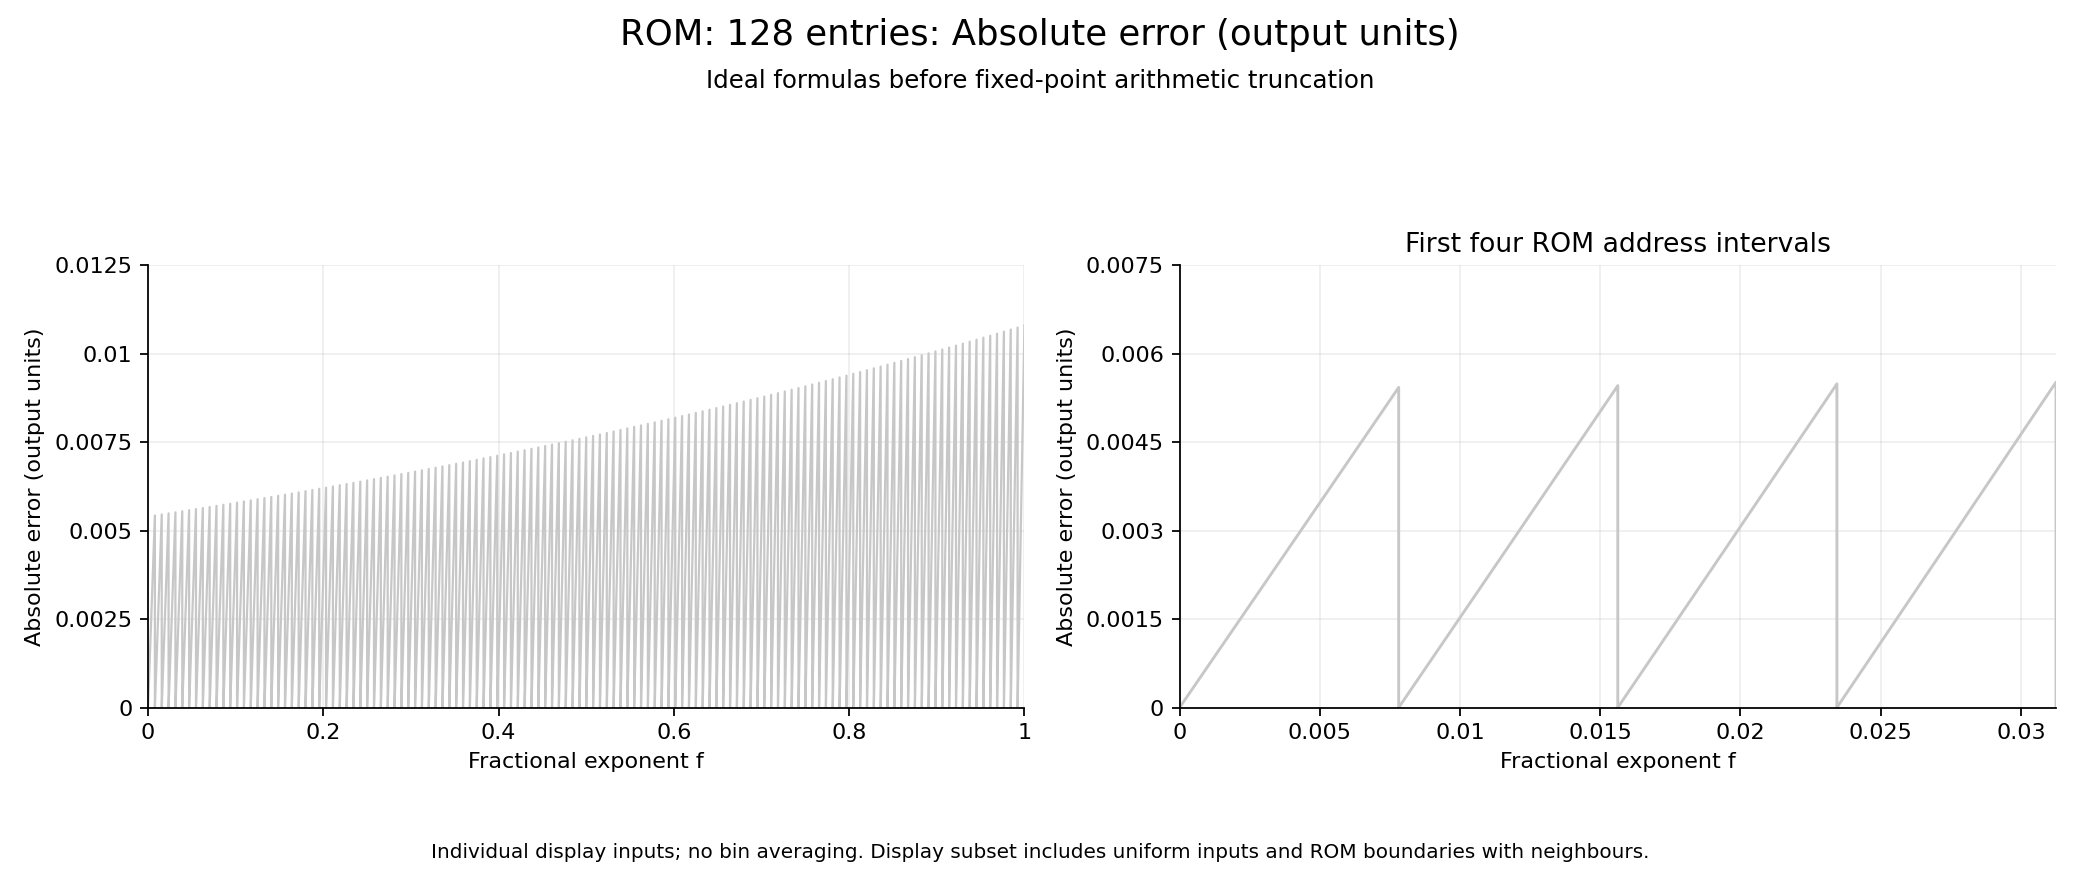 ROM: 128 entries: Absolute error (output units)
Ideal formulas before fixed-point arithmetic truncation
Absolute error (output units)
0.0125
0.01
0.0075
0.005
0.0025
0
0 0.2 0.4 0.6 0.8 1
Fractional exponent f
First four ROM address intervals
Absolute error (output units)
0.0075
0.006
0.0045
0.003
0.0015
0
0 0.005 0.01 0.015 0.02 0.025 0.03
Fractional exponent f
Individual display inputs; no bin averaging. Display subset includes uniform inputs and ROM boundaries with neighbours.